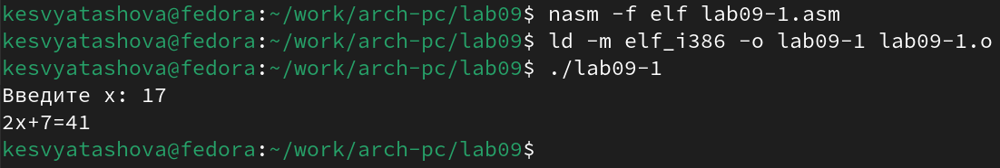 kesvyatashova@fedora:~/work/arch-pc/lab09$ nasm -f elf lab09-1.asm
kesvyatashova@fedora:~/work/arch-pc/lab09$ ld -m elf_i386 -o lab09-1 lab09-1.o
kesvyatashova@fedora:~/work/arch-pc/lab09$ ./lab09-1
Введите x: 17
2x+7=41
kesvyatashova@fedora:~/work/arch-pc/lab09$